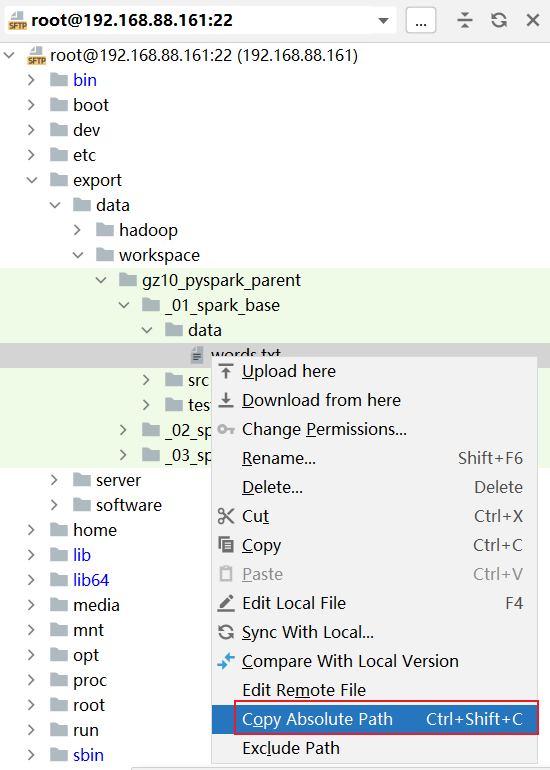 root@192.168.88.161:22
...
SFTP
root@192.168.88.161:22 (192.168.88.161)
SFTP
bin
boot
dev
etc
export
data
hadoop
workspace
gz10_pyspark_parent
_01_spark_base
data
words.txt
Upload here
src
Download from here
tes
Change Permissions...
_02_sp
Rename... Shift+F6
_03_sp
Delete... Delete
server
Cut Ctrl+X
software
home
Copy Ctrl+C
lib
Paste Ctrl+V
lib64
Edit Local File F4
media
Sync With Local...
mnt
opt
Compare With Local Version
proc
Edit Remote File
root
Copy Absolute Path Ctrl+Shift+C
run
Exclude Path
sbin